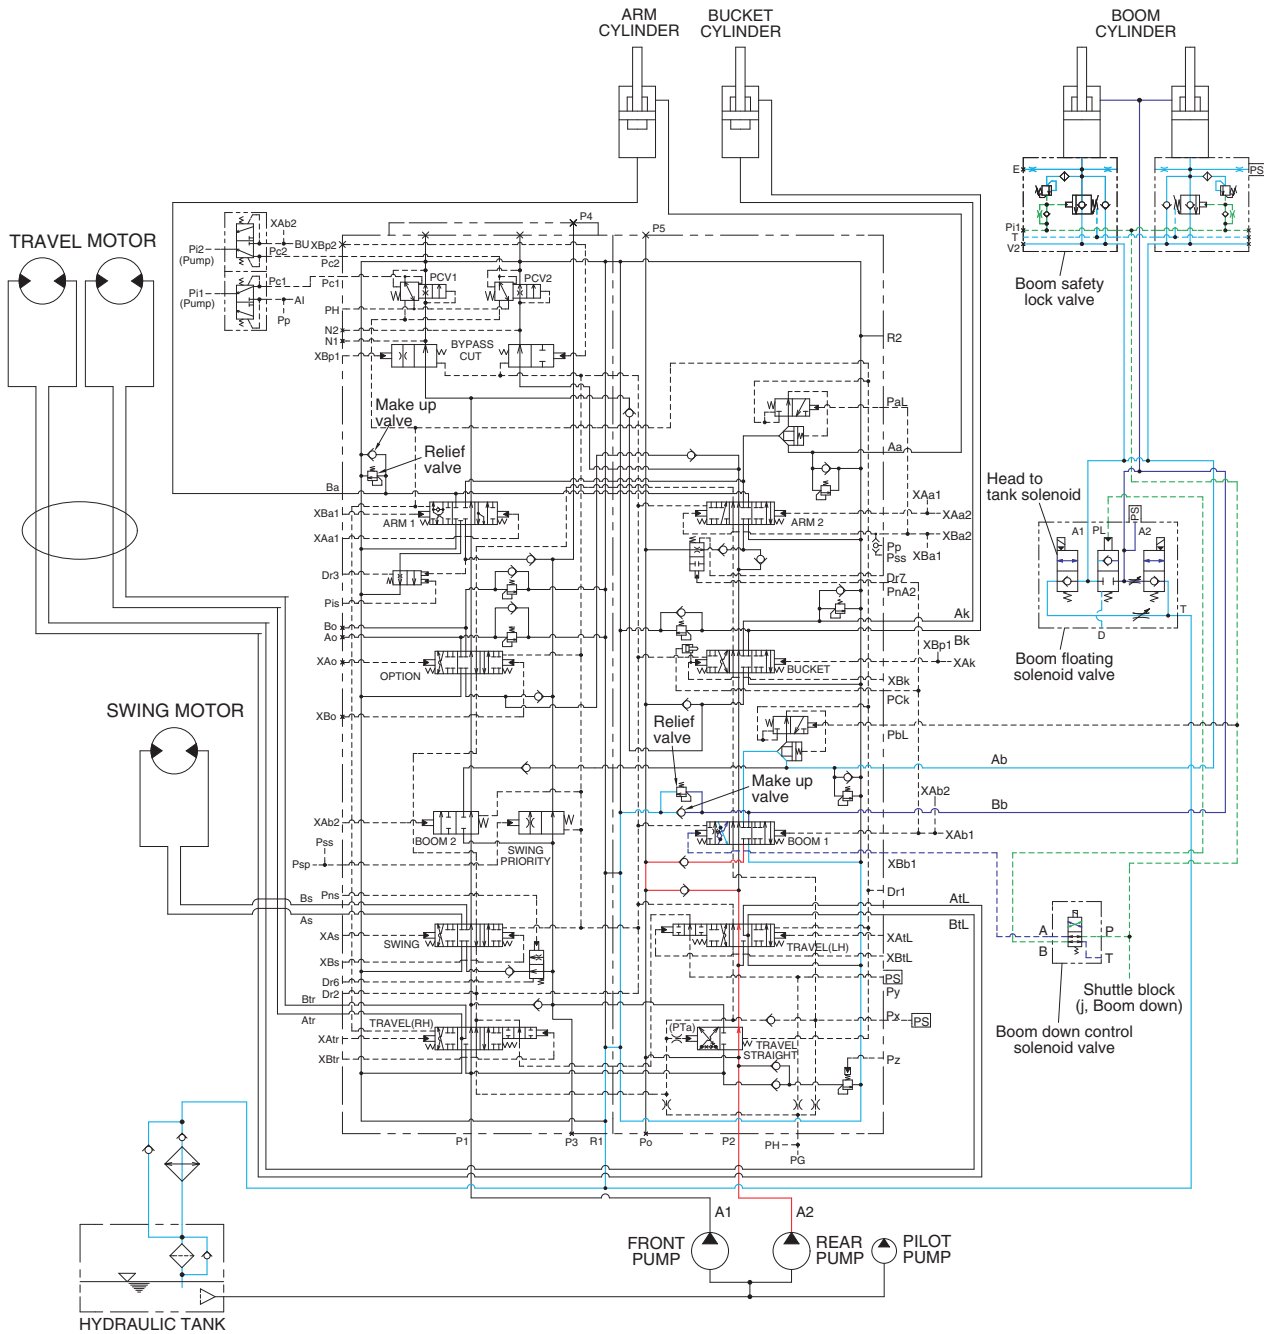 ARM
CYLINDER
BUCKET
CYLINDER
BOOM
CYLINDER
E
PS
Pi1
T
V2
Boom safety
lock valve
TRAVEL MOTOR
XAb2
Pi2
(Pump)
Pc2
BU
Pc1
Pi1
(Pump)
AI
Pp
P4
P5
XBp2
Pc2
Pc1
PCV1
PCV2
PH
N2
N1
XBp1
BYPASS
CUT
R2
Make up
valve
Relief
valve
PaL
Aa
Ba
XBa1
ARM 1
XAa1
ARM 2
XAa1
XAa2
XBa2
XBa1
Pp
Pss
Dr3
Pis
Dr7
PnA2
Bo
Ao
Ak
Bk
XBp1
XAo
OPTION
BUCKET
XAk
XBk
XBo
PCk
Head to
tank solenoid
A1
PL
PS
A2
T
D
Boom floating
solenoid valve
SWING MOTOR
Relief
valve
PbL
Ab
Make up
valve
XAb2
Bb
XAb2
BOOM 2
SWING
PRIORITY
BOOM 1
XAb1
Pss
Psp
XBb1
Pns
Dr1
Bs
As
AtL
BtL
XAs
SWING
XBs
TRAVEL(LH)
XAtL
XBtL
Dr6
Dr2
PS
Py
Btr
Atr
TRAVEL(RH)
XAtr
XBtr
Px
PS
(PTa)
TRAVEL
STRAIGHT
Pz
A
B
P
T
Shuttle block
(j, Boom down)
Boom down control
solenoid valve
P1
P3
R1
Po
P2
PH
PG
A1
A2
FRONT
PUMP
REAR
PUMP
PILOT
PUMP
HYDRAULIC TANK